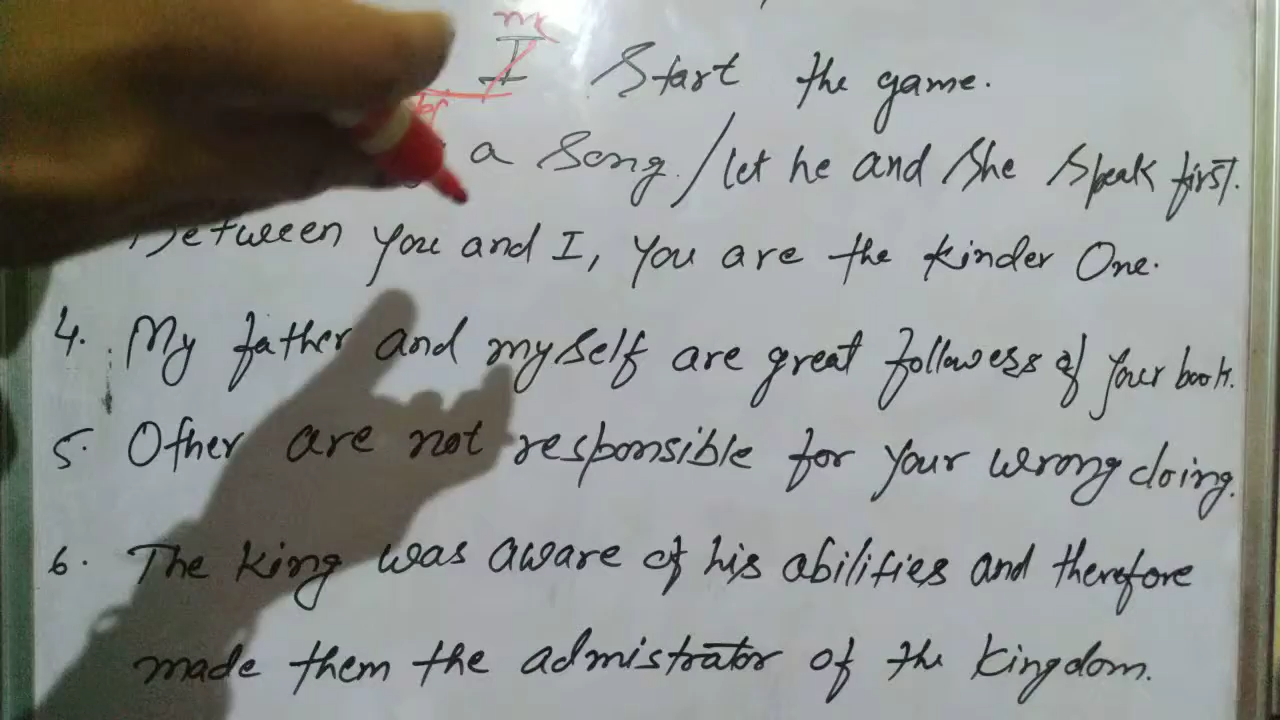 me
I Start the game.
a Song. / let he and She Speak first.
Between you and I, you are the kinder One.
4. My father and myself are great followers of your book.
5. Other are not responsible for your wrong doing.
6. The king was aware of his abilities and therefore
made them the admistrator of the kingdom.